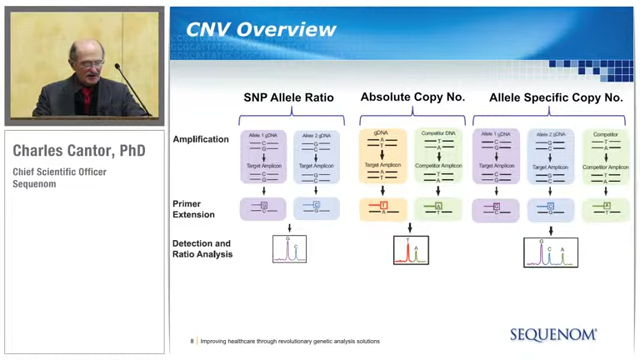 CNV Overview
Charles Cantor, PhD
Chief Scientific Officer
Sequenom
SNP Allele Ratio
Absolute Copy No.
Allele Specific Copy No.
Amplification
Allele 1 gDNA
C
G
Target Amplicon
C
G
Allele 2 gDNA
G
C
Target Amplicon
G
C
gDNA
A
T
Target Amplicon
A
T
Competitor DNA
T
A
Competitor Amplicon
T
A
Allele 1 gDNA
C
G
Target Amplicon
C
G
Allele 2 gDNA
G
C
Target Amplicon
G
C
Competitor
T
A
Competitor Amplicon
T
A
Primer
Extension
G
C
C
G
T
A
A
T
G
C
C
G
A
T
Detection and
Ratio Analysis
G
C
T
A
G
C
A
8
Improving healthcare through revolutionary genetic analysis solutions
SEQUENOM